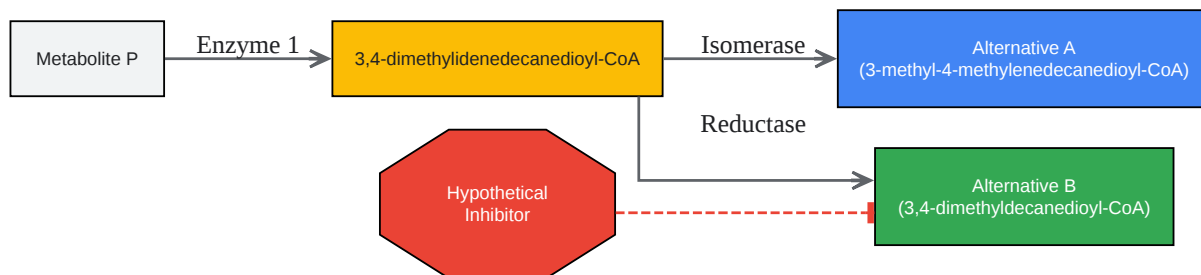 Metabolite P
Enzyme 1
3,4-dimethylidenedecanedioyl-CoA
Isomerase
Alternative A
(3-methyl-4-methylenedecanedioyl-CoA)
Reductase
Hypothetical
Inhibitor
Alternative B
(3,4-dimethyldecanedioyl-CoA)